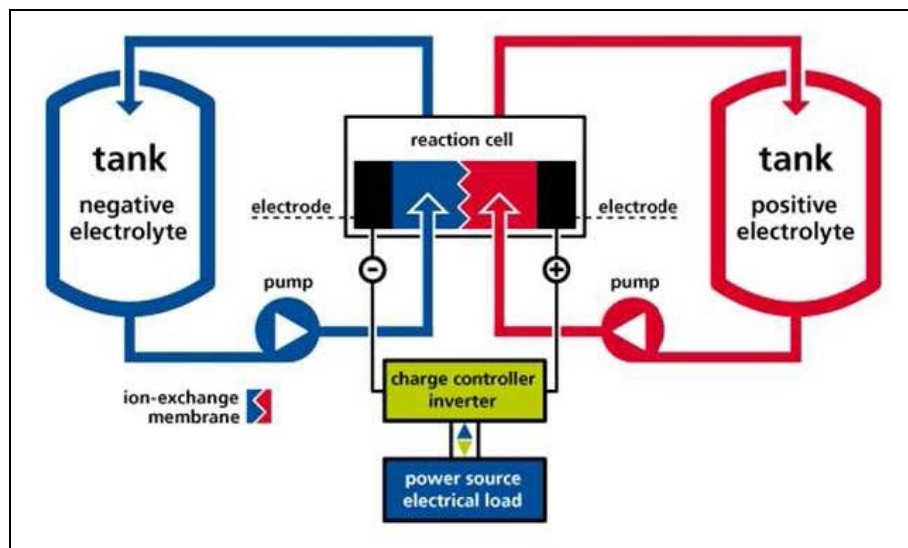 reaction cell
tank
negative
electrolyte
electrode
electrode
tank
positive
electrolyte
−
+
pump
pump
charge controller
inverter
ion-exchange
membrane
power source
electrical load